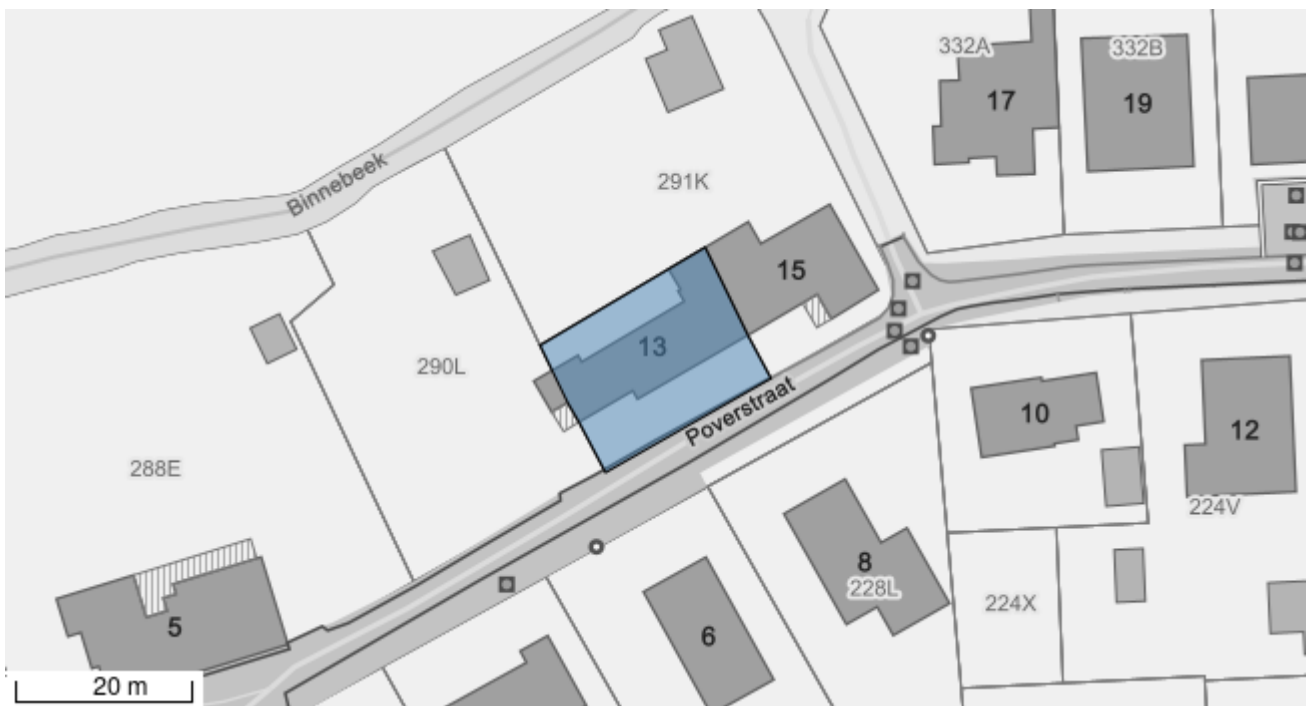 332A
332B
17
19
Binnebeek
291K
15
13
290L
Poverstraat
10
12
288E
224V
8
228L
224X
5
6
20 m